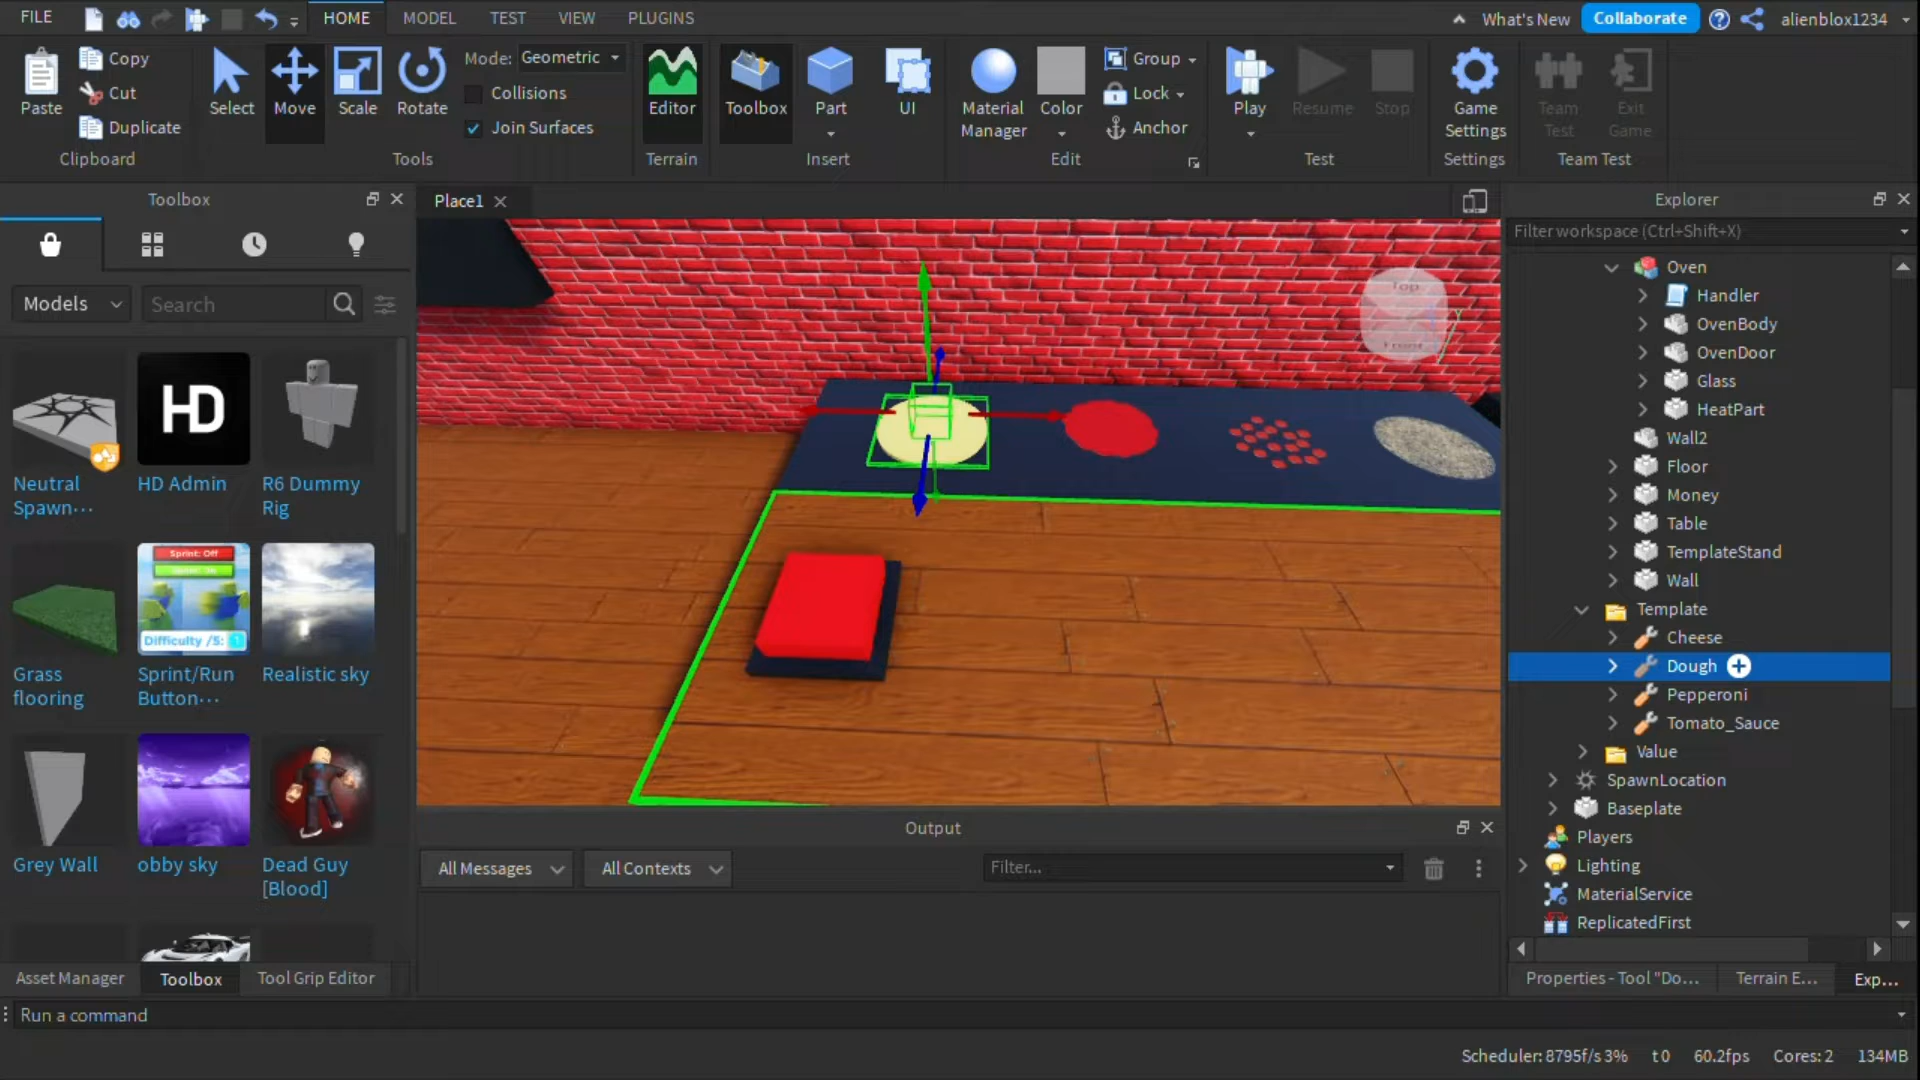 FILE
HOME
MODEL
TEST
VIEW
PLUGINS
What's New
Collaborate
alienblox1234
Paste
Copy
Cut
Duplicate
Clipboard
Select
Move
Scale
Rotate
Mode: Geometric
Collisions
Join Surfaces
Tools
Editor
Terrain
Toolbox
Part
UI
Insert
Material
Manager
Color
Group
Lock
Anchor
Edit
Play
Resume
Stop
Test
Game
Settings
Settings
Team
Test
Exit
Game
Team Test
Toolbox
Models
Search
HD
Neutral
Spawn...
HD Admin
R6 Dummy
Rig
Sprint: Off
Difficulty /5:
Grass
flooring
Sprint/Run
Button...
Realistic sky
Grey Wall
obby sky
Dead Guy
[Blood]
Asset Manager
Toolbox
Tool Grip Editor
Place1
Top
Front
Output
All Messages
All Contexts
Filter...
Explorer
Filter workspace (Ctrl+Shift+X)
Oven
Handler
OvenBody
OvenDoor
Glass
HeatPart
Wall2
Floor
Money
Table
TemplateStand
Wall
Template
Cheese
Dough
Pepperoni
Tomato_Sauce
Value
SpawnLocation
Baseplate
Players
Lighting
MaterialService
ReplicatedFirst
Properties - Tool "Do...
Terrain E...
Exp...
Run a command
Scheduler: 8795f/s 3%
t 0
60.2fps
Cores: 2
134MB